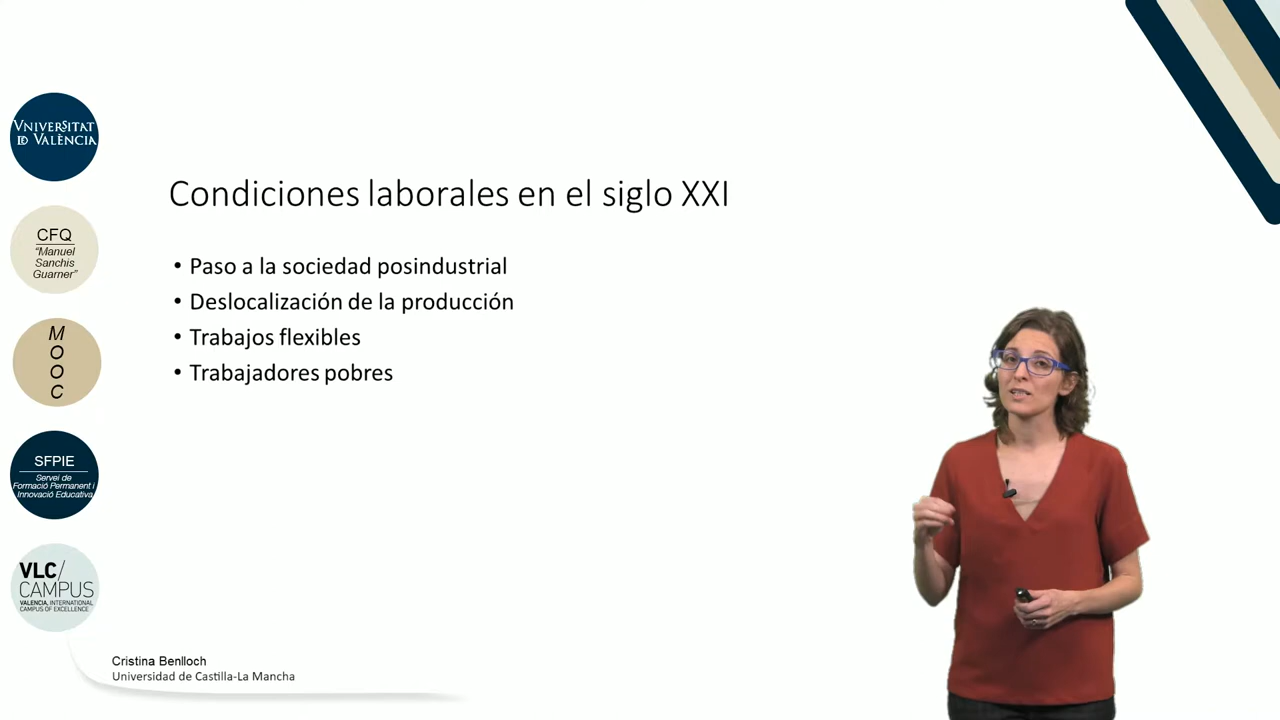 VNIVERSITAT
ID VALÈNCIA
CFQ
"Manuel
Sanchis
Guarner"
M
O
O
C
SFPIE
Servei de
Formació Permanent i
Innovació Educativa
VLC/
CAMPUS
VALENCIA, INTERNATIONAL
CAMPUS OF EXCELLENCE
Condiciones laborales en el siglo XXI
• Paso a la sociedad posindustrial
• Deslocalización de la producción
• Trabajos flexibles
• Trabajadores pobres
Cristina Benlloch
Universidad de Castilla-La Mancha